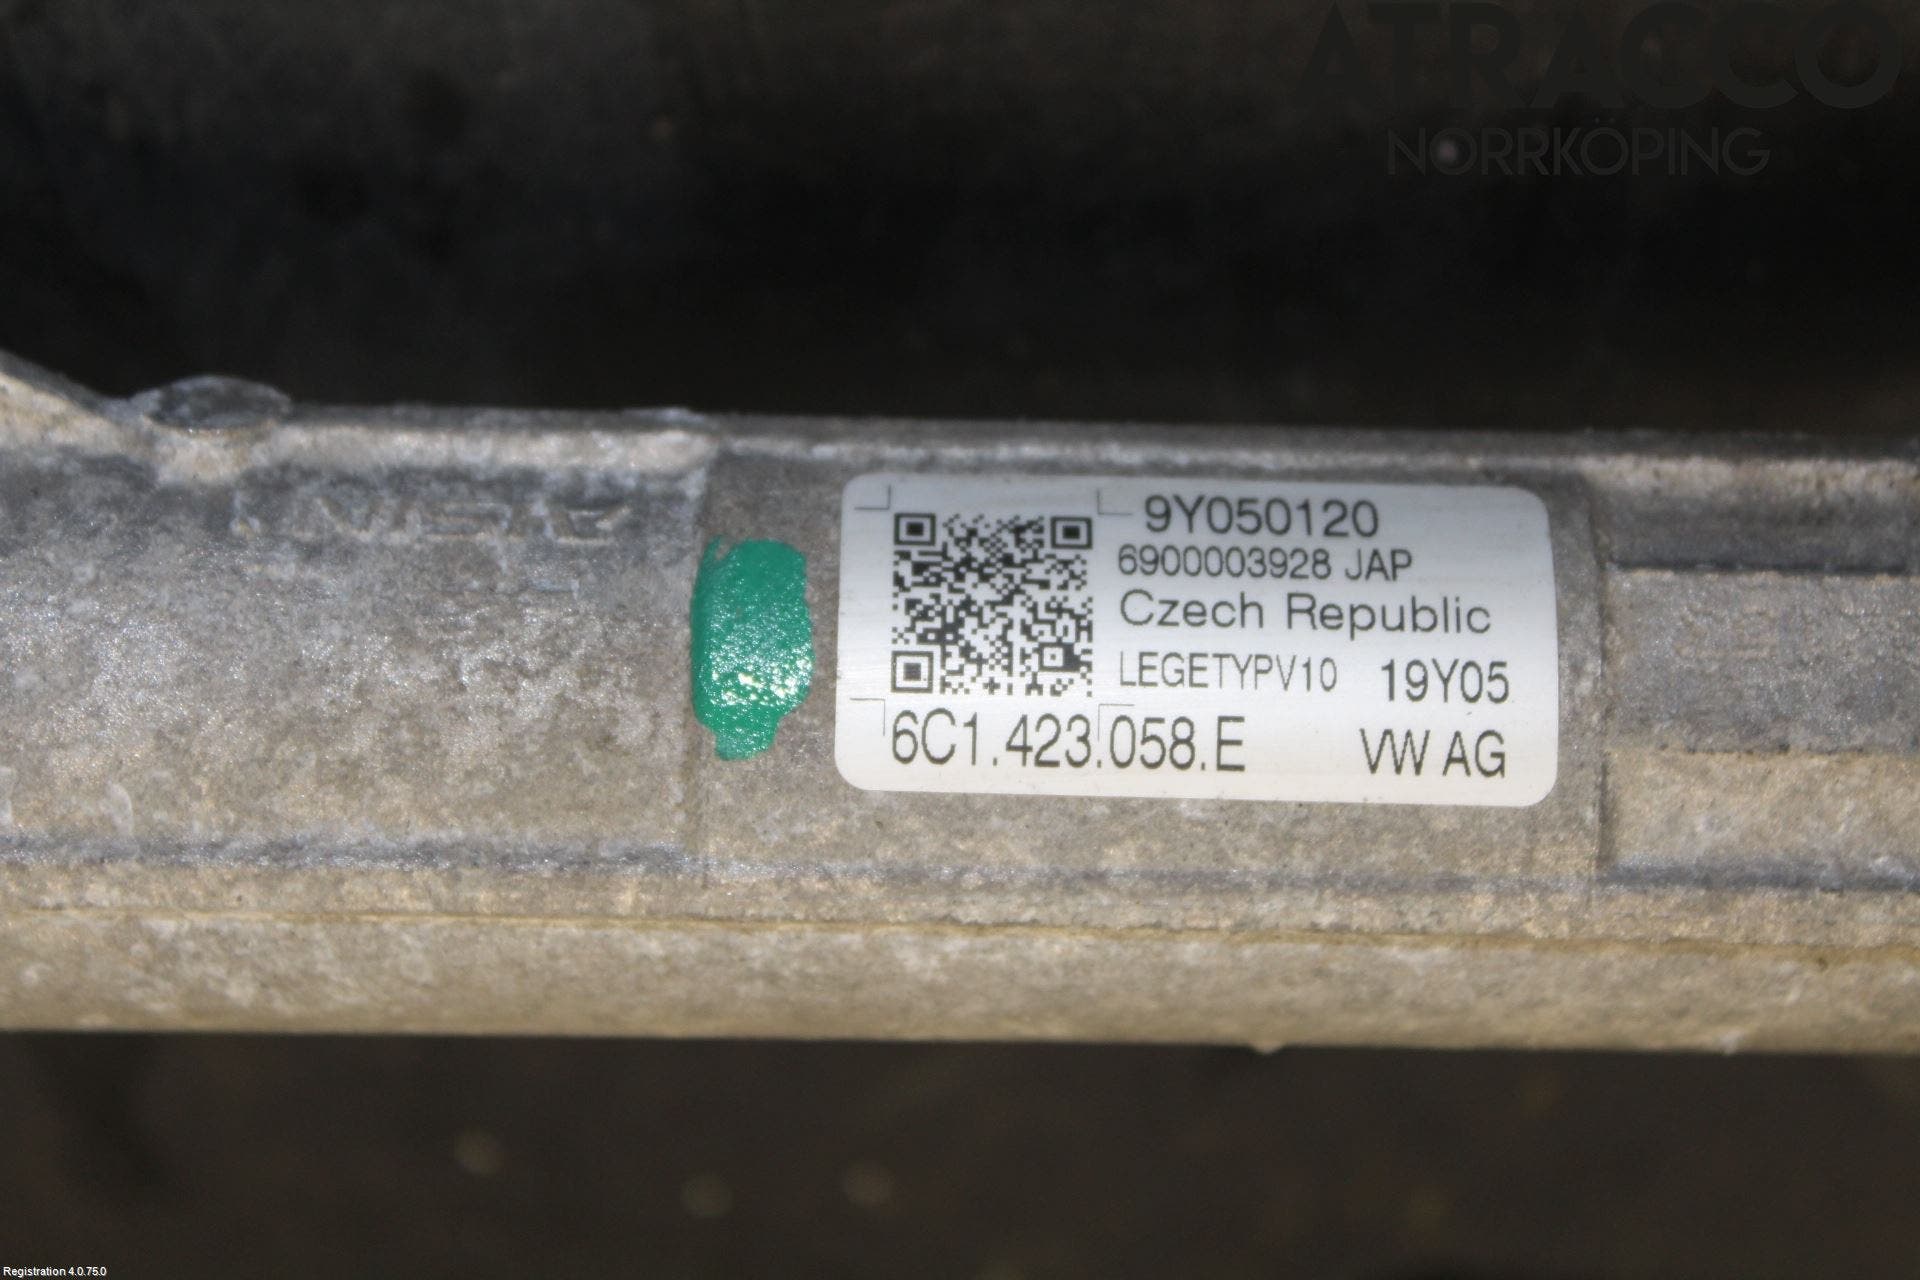 ATRACCO
NORRKÖPING
9Y050120
6900003928 JAP
Czech Republic
LEGETYPV10 19Y05
6C1.423.058.E VW AG
Registration 4.0.75.0